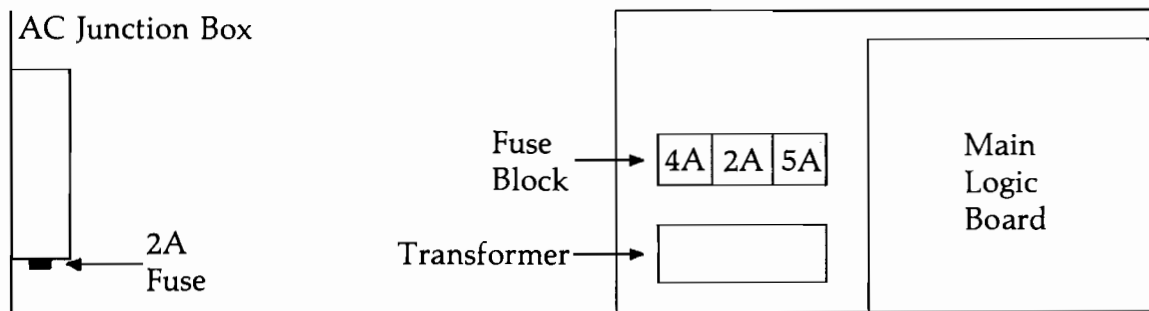 AC Junction Box
2A
Fuse
Fuse
Block
4A 2A 5A
Transformer
Main
Logic
Board